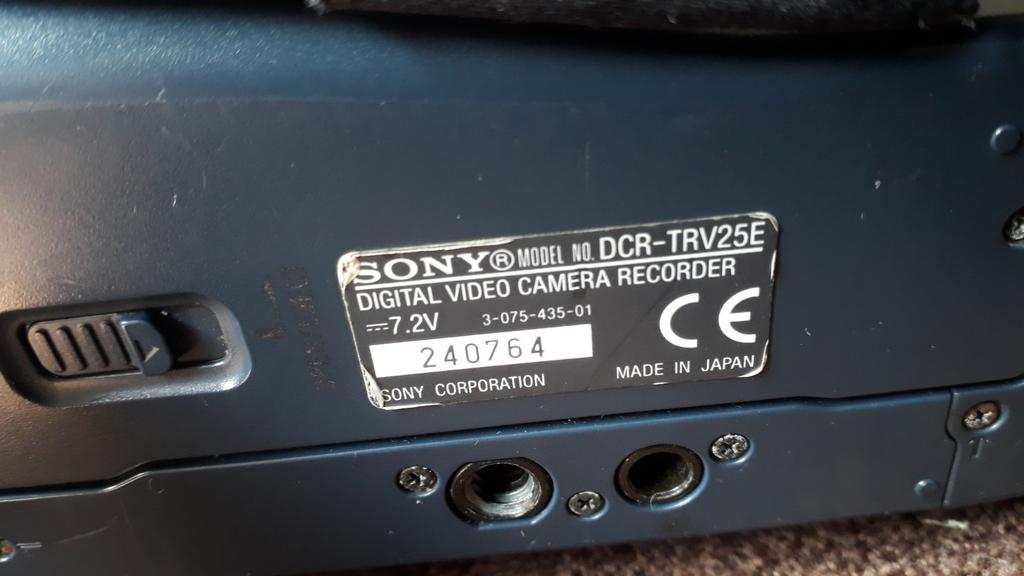 SONY® MODEL NO. DCR-TRV25E
DIGITAL VIDEO CAMERA RECORDER
⎓7.2V 3-075-435-01
240764
SONY CORPORATION MADE IN JAPAN
CE